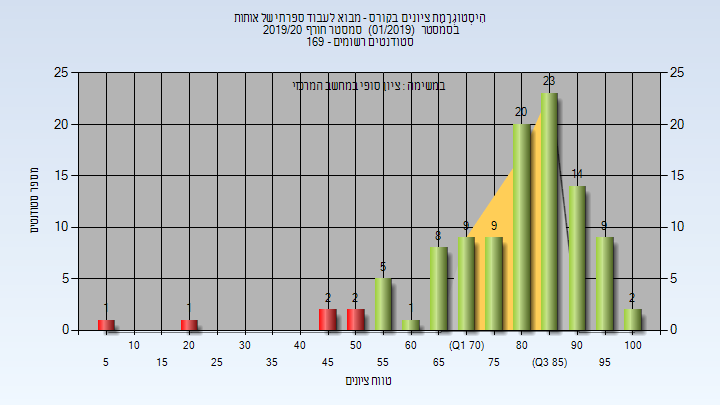 היסטוגרמת ציונים בקורס - מבוא לעבוד ספרתי של אותות
בסמסטר (01/2019) סמסטר חורף 2019/20
סטודנטים רשומים - 169
במשימה : ציון סופי במחשב המרכזי
25 25
20 20
15 15
10 10
5 5
0 0
1 1 2 2 5 1 8 9 9 20 23 14 9 2
10 20 30 40 50 60 (Q1 70) 80 90 100
5 15 25 35 45 55 65 75 (Q3 85) 95
מספר סטודנטים
טווח ציונים